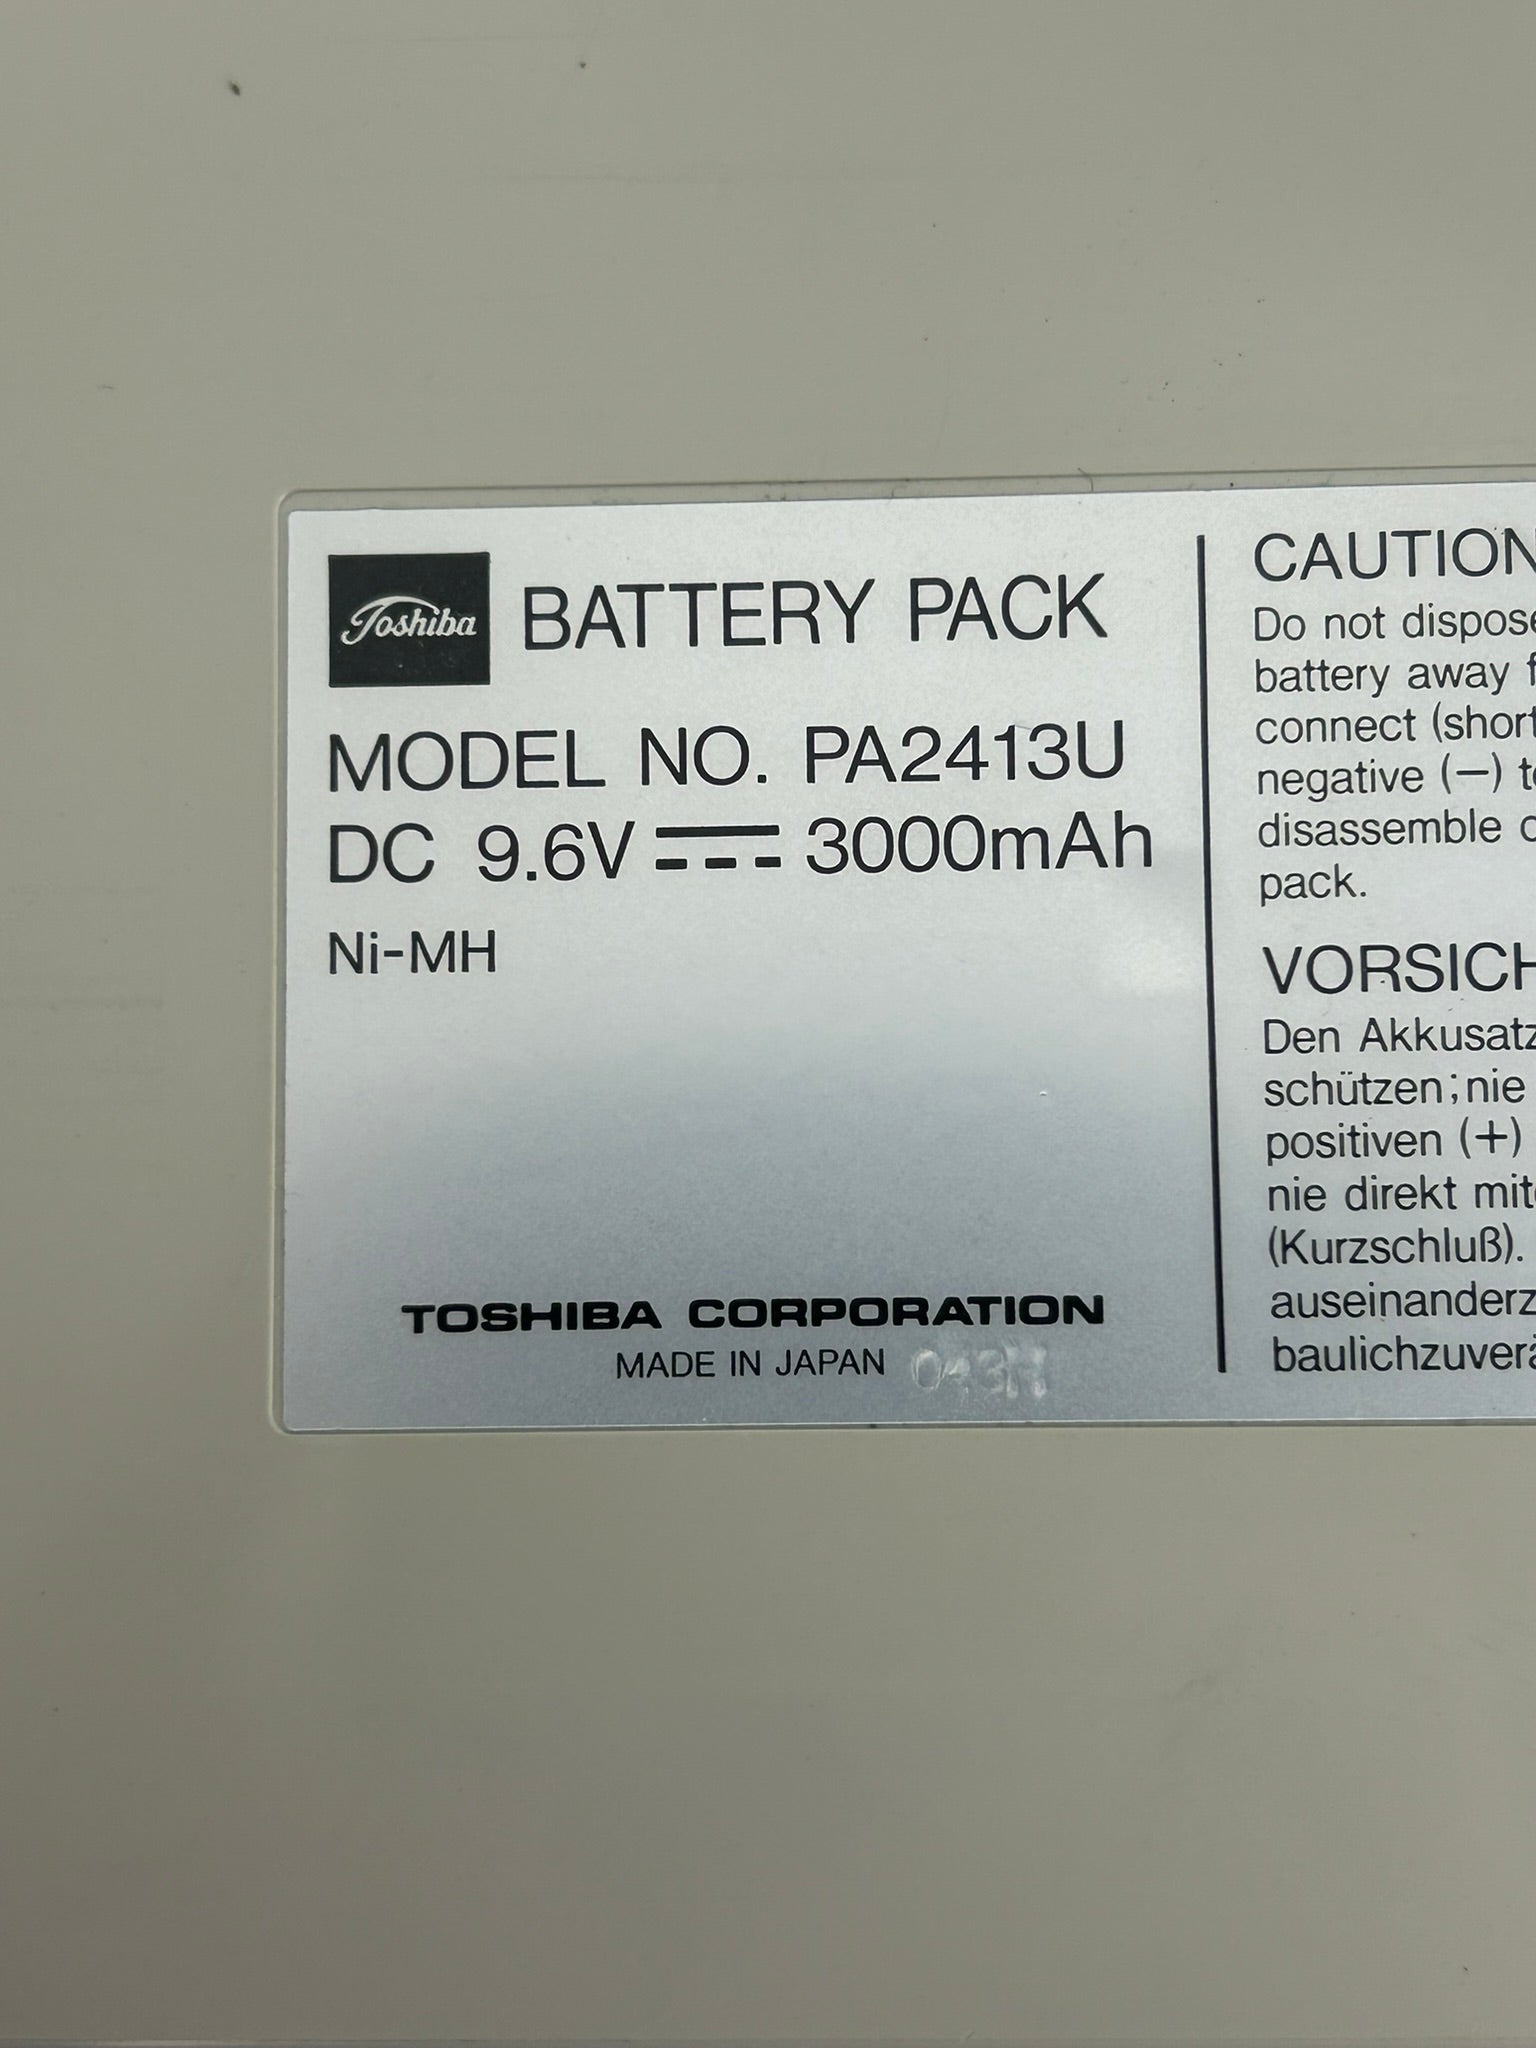 Toshiba
BATTERY PACK
MODEL NO. PA2413U
DC 9.6V ⎓ 3000mAh
Ni-MH
TOSHIBA CORPORATION
MADE IN JAPAN 043H
CAUTION
Do not dispose
battery away f
connect (short
negative (−) to
disassemble o
pack.
VORSICH
Den Akkusatz
schützen;nie
positiven (+)
nie direkt mit
(Kurzschluß).
auseinanderz
baulichzuverä